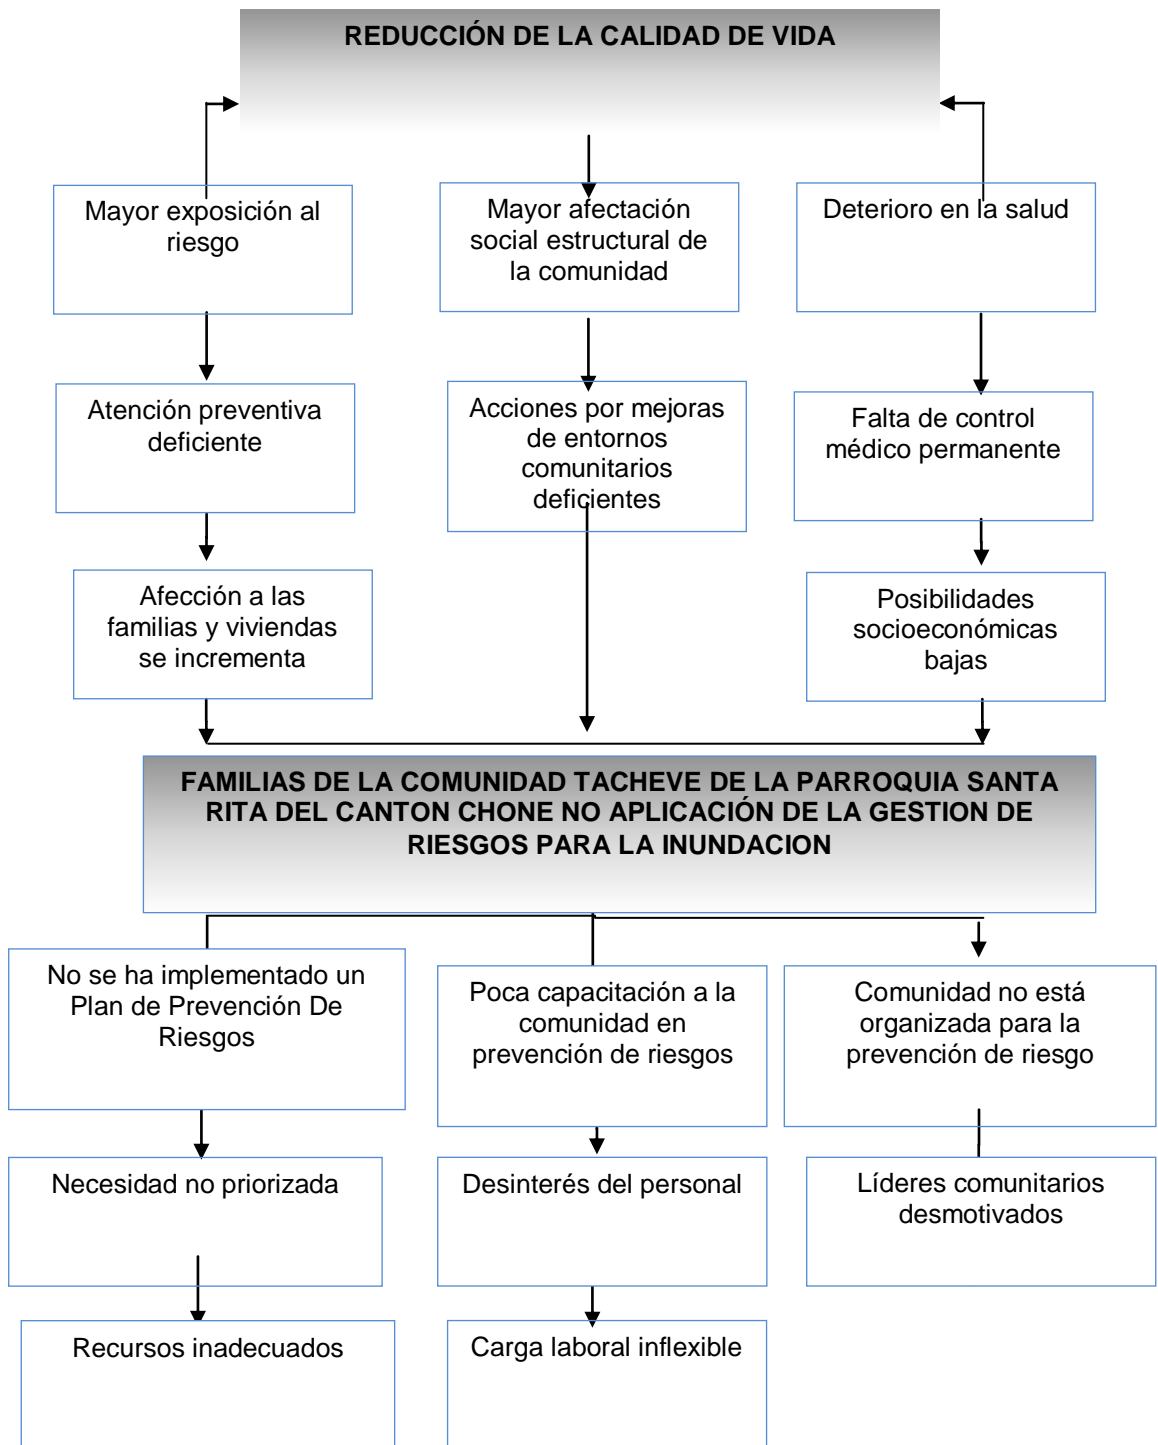 REDUCCIÓN DE LA CALIDAD DE VIDA
Mayor exposición al
riesgo
Mayor afectación
social estructural de
la comunidad
Deterioro en la salud
Atención preventiva
deficiente
Acciones por mejoras
de entornos
comunitarios
deficientes
Falta de control
médico permanente
Afección a las
familias y viviendas
se incrementa
Posibilidades
socioeconómicas
bajas
FAMILIAS DE LA COMUNIDAD TACHEVE DE LA PARROQUIA SANTA
RITA DEL CANTON CHONE NO APLICACIÓN DE LA GESTION DE
RIESGOS PARA LA INUNDACION
No se ha implementado un
Plan de Prevención De
Riesgos
Poca capacitación a la
comunidad en
prevención de riesgos
Comunidad no está
organizada para la
prevención de riesgo
Necesidad no priorizada
Desinterés del personal
Líderes comunitarios
desmotivados
Recursos inadecuados
Carga laboral inflexible